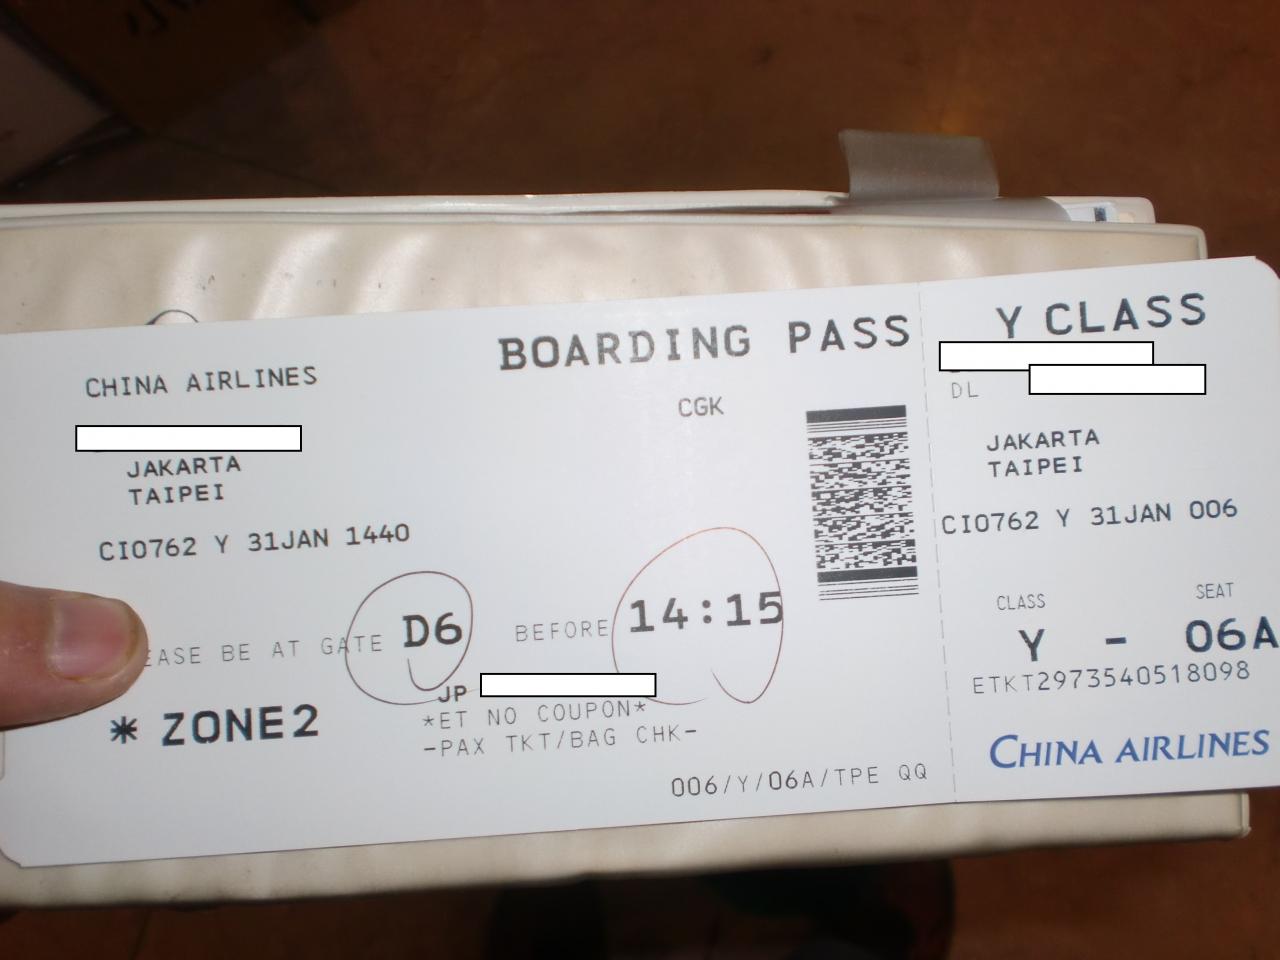 CHINA AIRLINES
BOARDING PASS
CGK
JAKARTA
TAIPEI
CI0762 Y 31JAN 1440
EASE BE AT GATE D6 BEFORE 14:15
JP
* ZONE2
*ET NO COUPON*
-PAX TKT/BAG CHK-
006/Y/06A/TPE QQ
Y CLASS
DL
JAKARTA
TAIPEI
CI0762 Y 31JAN 006
CLASS SEAT
Y - 06A
ETKT2973540518098
CHINA AIRLINES